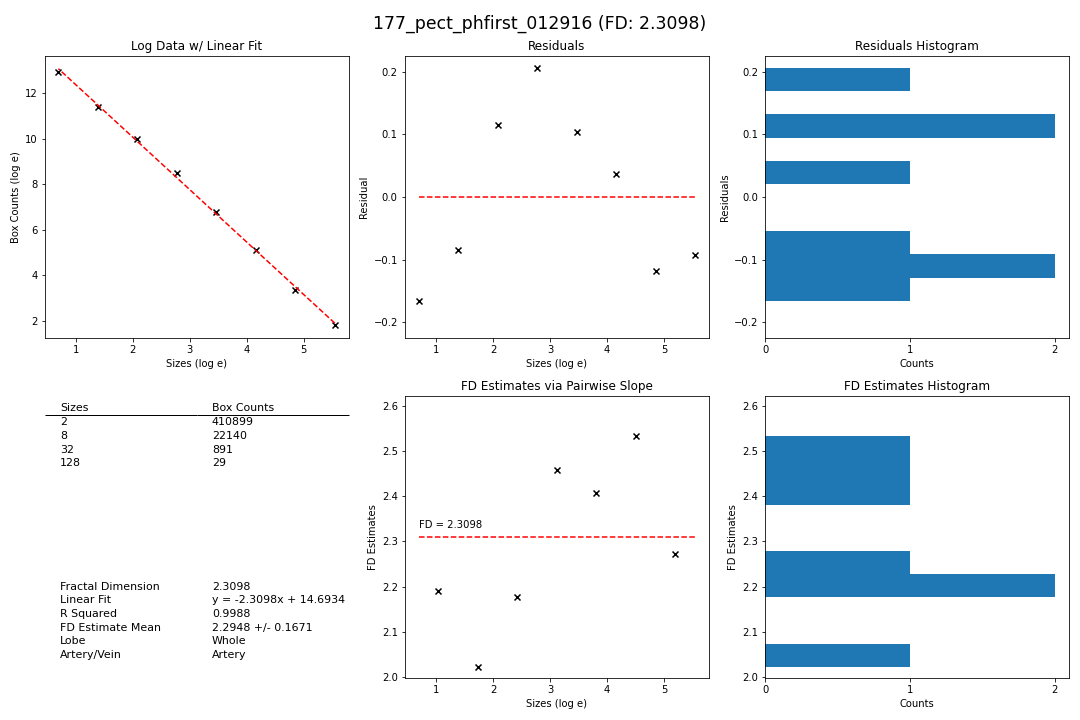 177_pect_phfirst_012916 (FD: 2.3098)
Log Data w/ Linear Fit
Box Counts (log e)
12
10
8
6
4
2
1 2 3 4 5
Sizes (log e)
Residuals
Residual
0.2
0.1
0.0
−0.1
−0.2
1 2 3 4 5
Sizes (log e)
Residuals Histogram
Residuals
0.2
0.1
0.0
−0.1
−0.2
0 1 2
Counts
Sizes Box Counts
2 410899
8 22140
32 891
128 29
Fractal Dimension 2.3098
Linear Fit y = -2.3098x + 14.6934
R Squared 0.9988
FD Estimate Mean 2.2948 +/- 0.1671
Lobe Whole
Artery/Vein Artery
FD Estimates via Pairwise Slope
FD Estimates
2.6
2.5
2.4
2.3
2.2
2.1
2.0
FD = 2.3098
1 2 3 4 5
Sizes (log e)
FD Estimates Histogram
FD Estimates
2.6
2.5
2.4
2.3
2.2
2.1
2.0
0 1 2
Counts